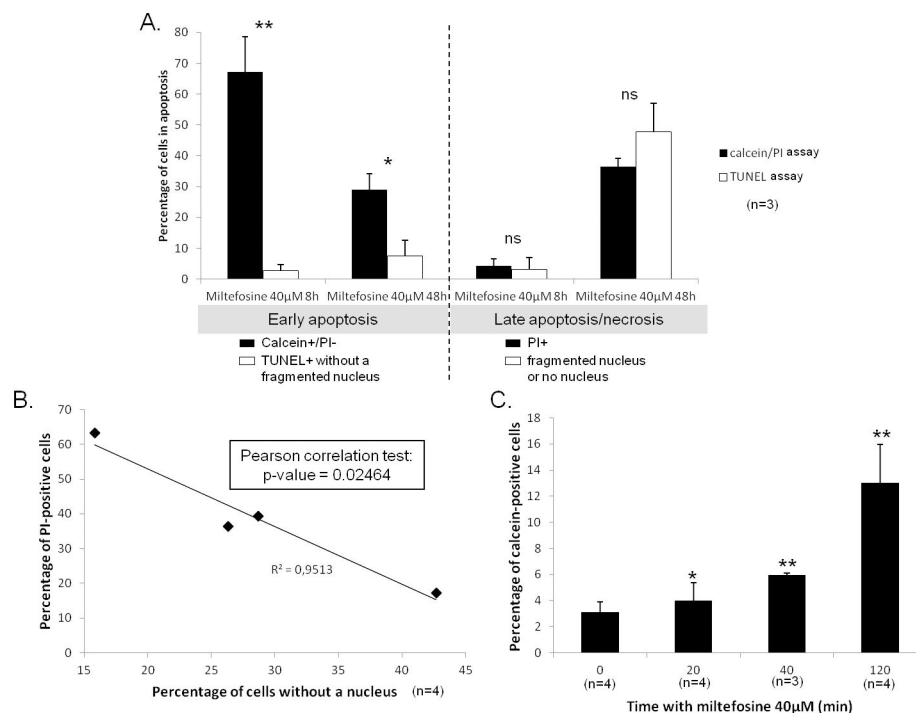 A.
Percentage of cells in apoptosis
80
70
60
50
40
30
20
10
0
**
*
ns
ns
Miltefosine 40µM 8h
Miltefosine 40µM 48h
Miltefosine 40µM 8h
Miltefosine 40µM 48h
Early apoptosis
Late apoptosis/necrosis
Calcein+/PI-
TUNEL+ without a
fragmented nucleus
PI+
fragmented nucleus
or no nucleus
calcein/PI assay
TUNEL assay
(n=3)
B.
Percentage of PI-positive cells
70
60
50
40
30
20
10
0
Pearson correlation test:
p-value = 0.02464
R² = 0,9513
15
20
25
30
35
40
45
Percentage of cells without a nucleus (n=4)
C.
Percentage of calcein-positive cells
18
16
14
12
10
8
6
4
2
0
*
**
**
0
20
40
120
(n=4)
(n=4)
(n=3)
(n=4)
Time with miltefosine 40µM (min)